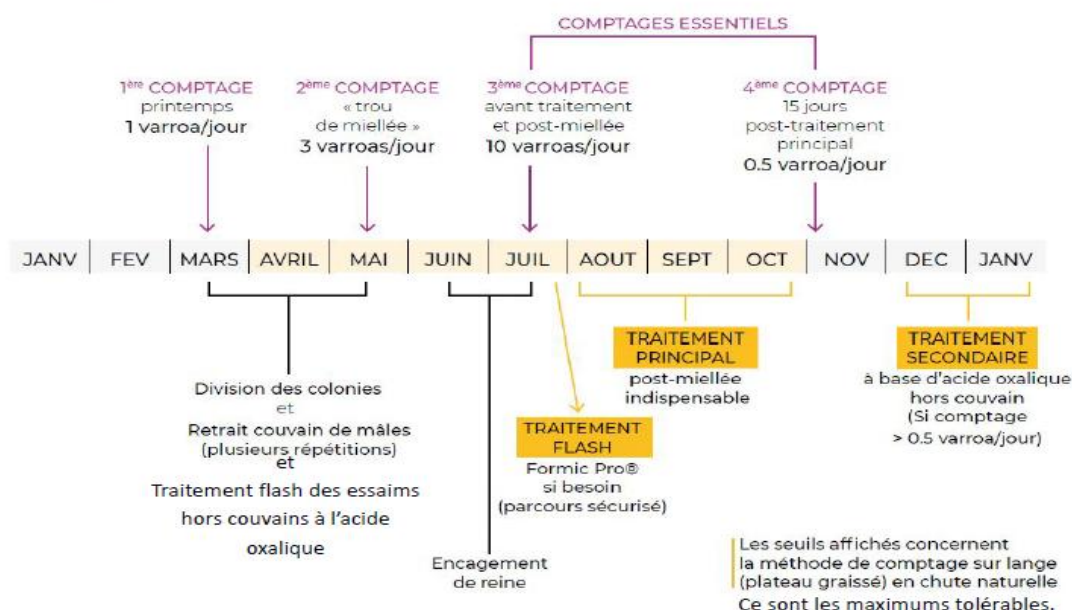 COMPTAGES ESSENTIELS
1ère COMPTAGE
printemps
1 varroa/jour
2ème COMPTAGE
« trou
de miellée »
3 varroas/jour
3ème COMPTAGE
avant traitement
et post-miellée
10 varroas/jour
4ème COMPTAGE
15 jours
post-traitement
principal
0.5 varroa/jour
JANV FEV MARS AVRIL MAI JUIN JUIL AOUT SEPT OCT NOV DEC JANV
Division des colonies
et
Retrait couvain de mâles
(plusieurs répétitions)
et
Traitement flash des essaims
hors couvains à l’acide
oxalique
Encagement
de reine
TRAITEMENT
FLASH
Formic Pro®
si besoin
(parcours sécurisé)
TRAITEMENT
PRINCIPAL
post-miellée
indispensable
TRAITEMENT
SECONDAIRE
à base d’acide oxalique
hors couvain
(Si comptage
> 0.5 varroa/jour)
Les seuils affichés concernent
la méthode de comptage sur lange
(plateau graissé) en chute naturelle
Ce sont les maximums tolérables.